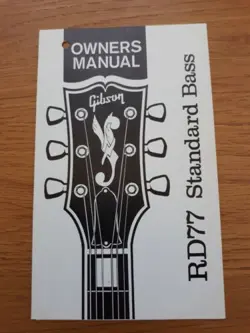 OWNERS
MANUAL
Gibson
RD77 Standard Bass